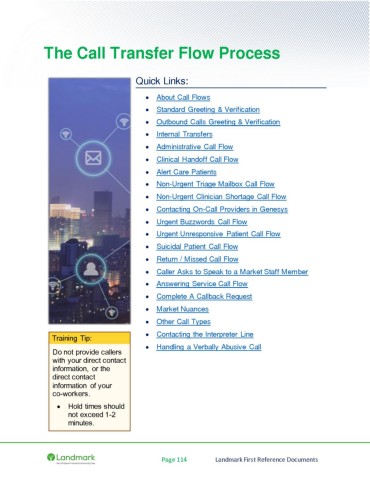 The Call Transfer Flow Process
Quick Links:
• About Call Flows
• Standard Greeting & Verification
• Outbound Calls Greeting & Verification
• Internal Transfers
• Administrative Call Flow
• Clinical Handoff Call Flow
• Alert Care Patients
• Non-Urgent Triage Mailbox Call Flow
• Non-Urgent Clinician Shortage Call Flow
• Contacting On-Call Providers in Genesys
• Urgent Buzzwords Call Flow
• Urgent Unresponsive Patient Call Flow
• Suicidal Patient Call Flow
• Return / Missed Call Flow
• Caller Asks to Speak to a Market Staff Member
• Answering Service Call Flow
• Complete A Callback Request
• Market Nuances
• Other Call Types
• Contacting the Interpreter Line
• Handling a Verbally Abusive Call
Training Tip:
Do not provide callers
with your direct contact
information, or the
direct contact
information of your
co-workers.
• Hold times should
not exceed 1-2
minutes.
Landmark
Page 114
Landmark First Reference Documents